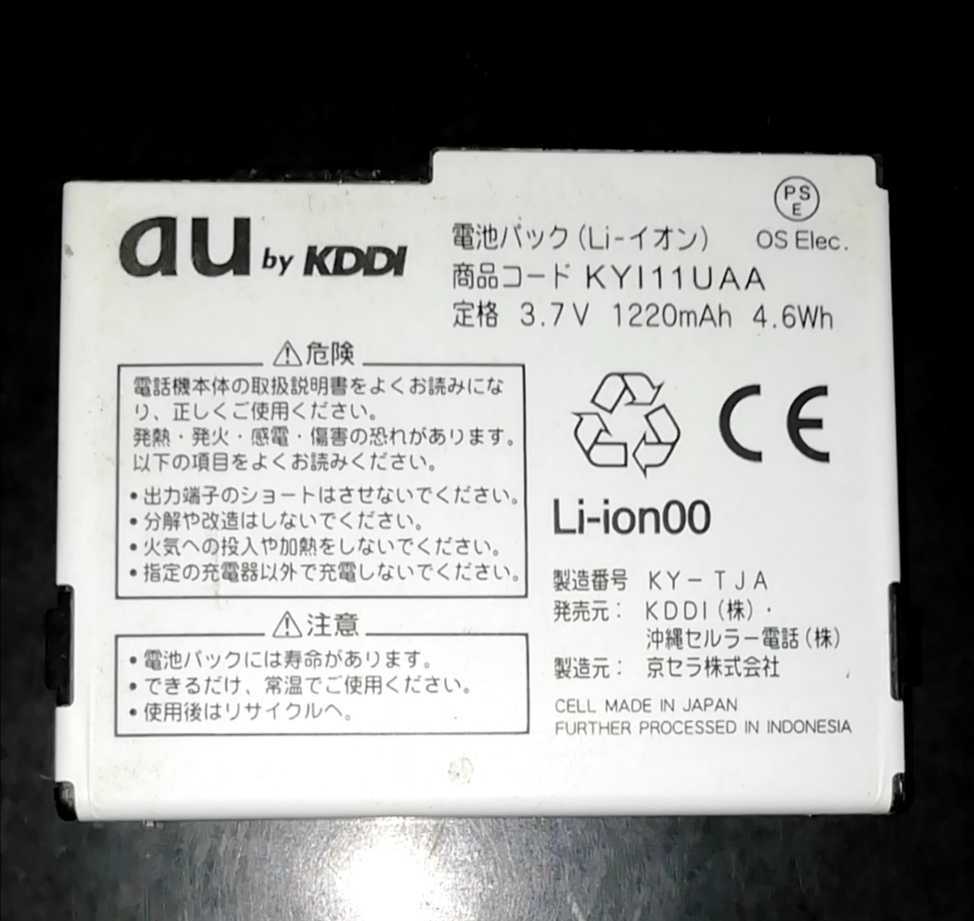 au by KDDI
PS
E
電池パック(Li-イオン) OS Elec.
商品コード KYI11UAA
定格 3.7V 1220mAh 4.6Wh
⚠危険
電話機本体の取扱説明書をよくお読みにな
り、正しくご使用ください。
発熱・発火・感電・傷害の恐れがあります。
以下の項目をよくお読みください。
・出力端子のショートはさせないでください。
・分解や改造はしないでください。
・火気への投入や加熱をしないでください。
・指定の充電器以外で充電しないでください。
⚠注意
・電池パックには寿命があります。
・できるだけ、常温でご使用ください。
・使用後はリサイクルへ。
CE
Li-ion00
製造番号 KY-TJA
発売元: KDDI(株)・
沖縄セルラー電話(株)
製造元: 京セラ株式会社
CELL MADE IN JAPAN
FURTHER PROCESSED IN INDONESIA